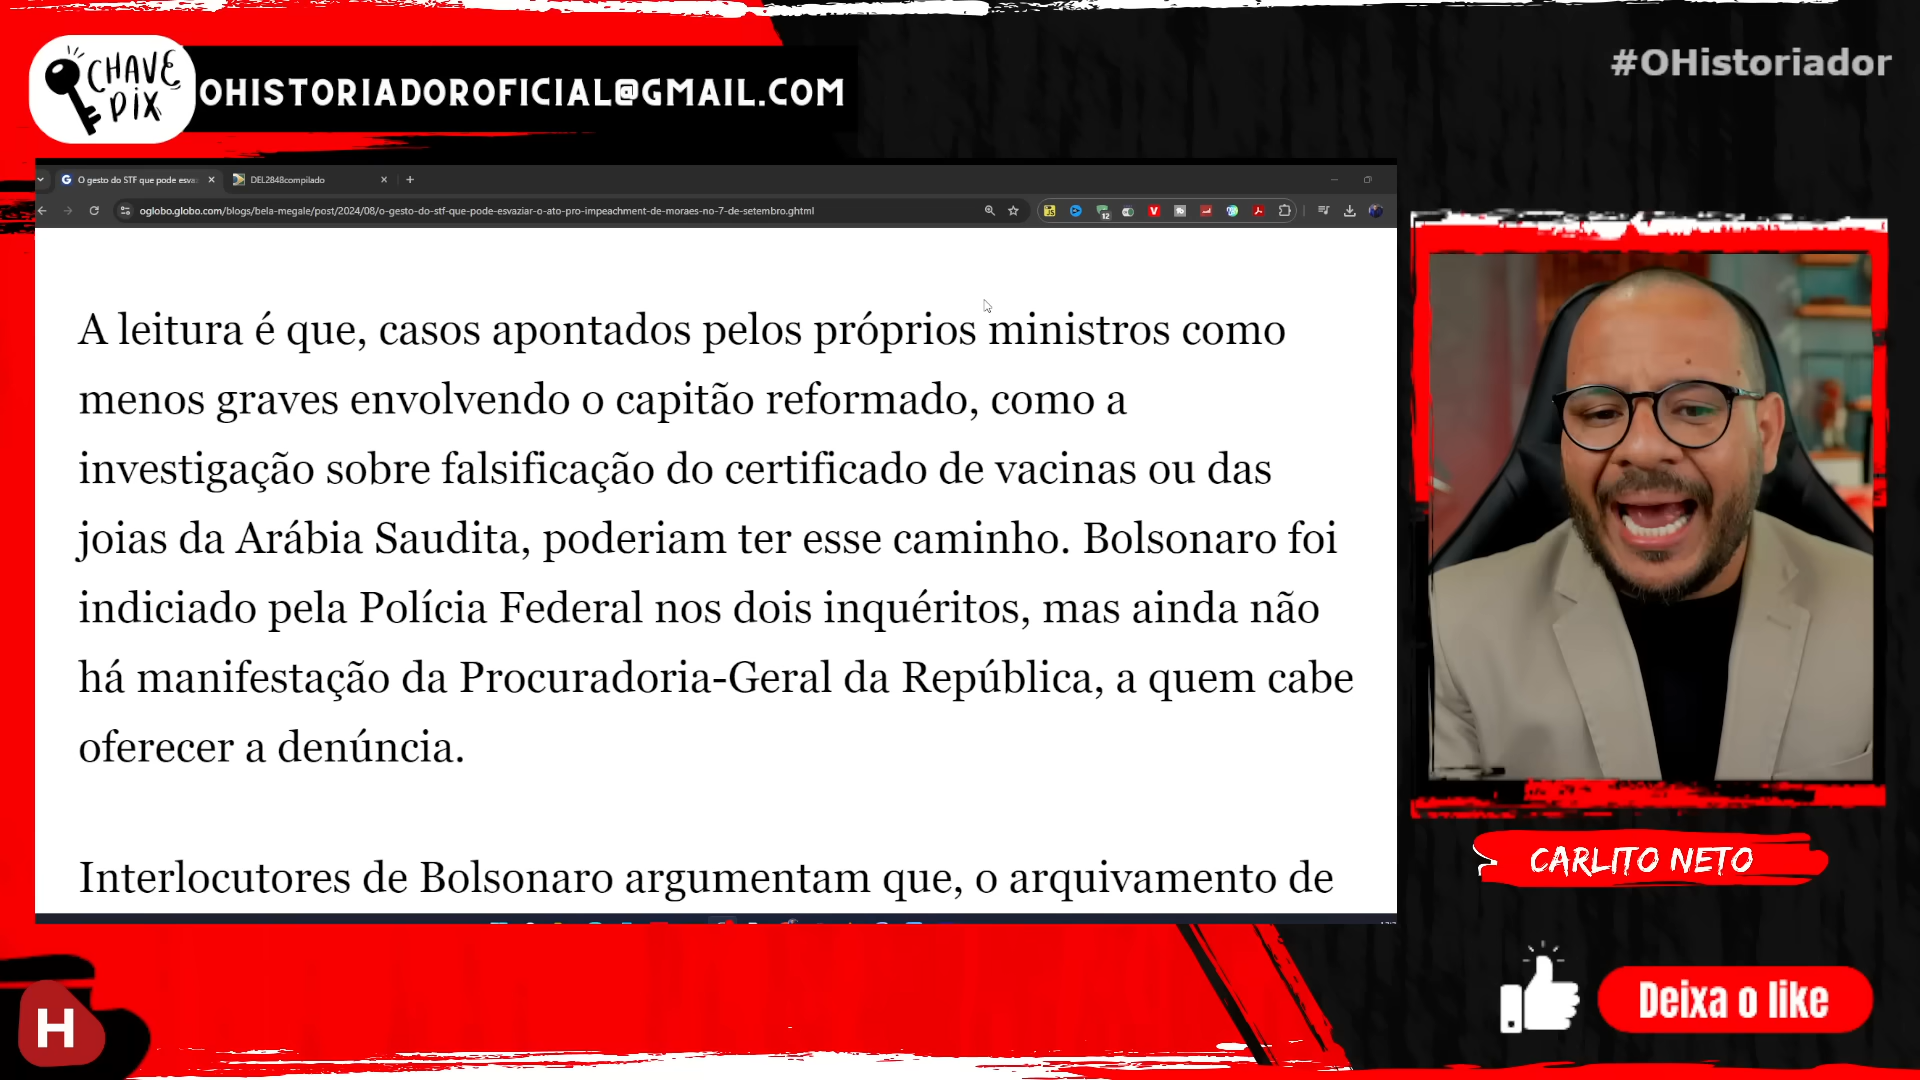 CHAVE PIX
OHISTORIADOROFICIAL@GMAIL.COM
#OHistoriador
O gesto do STF que pode esva
DEL2848compilado
oglobo.globo.com/blogs/bela-megale/post/2024/08/o-gesto-do-stf-que-pode-esvaziar-o-ato-pro-impeachment-de-moraes-no-7-de-setembro.ghtml
12
A leitura é que, casos apontados pelos próprios ministros como
menos graves envolvendo o capitão reformado, como a
investigação sobre falsificação do certificado de vacinas ou das
joias da Arábia Saudita, poderiam ter esse caminho. Bolsonaro foi
indiciado pela Polícia Federal nos dois inquéritos, mas ainda não
há manifestação da Procuradoria-Geral da República, a quem cabe
oferecer a denúncia.
Interlocutores de Bolsonaro argumentam que, o arquivamento de
CARLITO NETO
Deixa o like
H